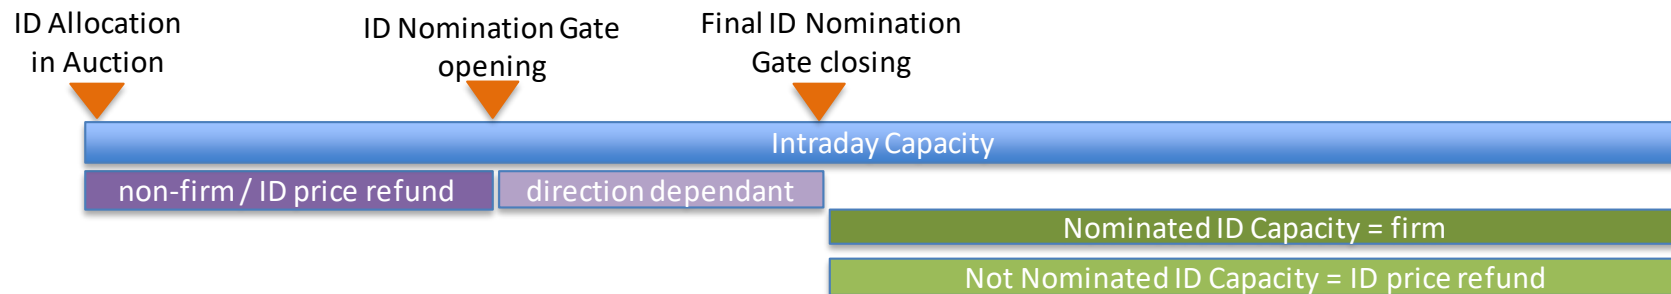 ID Allocation
in Auction
ID Nomination Gate
opening
Final ID Nomination
Gate closing
Intraday Capacity
non-firm / ID price refund
direction dependant
Nominated ID Capacity = firm
Not Nominated ID Capacity = ID price refund